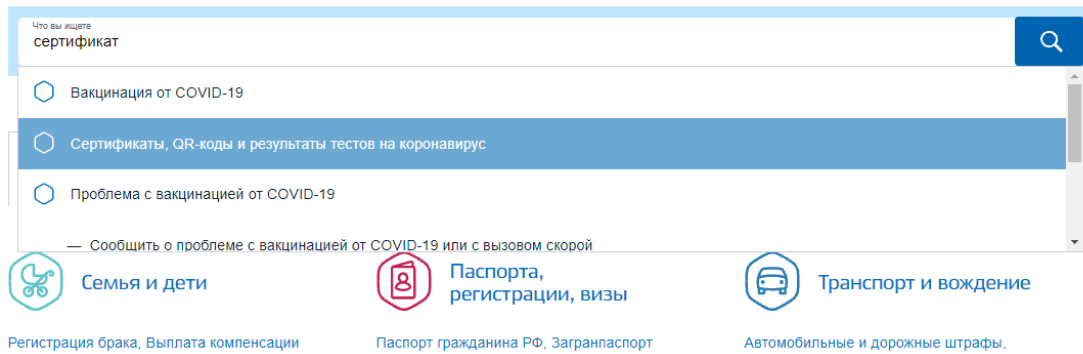 Что вы ищете
сертификат
Вакцинация от COVID-19
Сертификаты, QR-коды и результаты тестов на коронавирус
Проблема с вакцинацией от COVID-19
— Сообщить о проблеме с вакцинацией от COVID-19 или с вызовом скорой
Семья и дети
Паспорта,
регистрации, визы
Транспорт и вождение
Регистрация брака, Выплата компенсации
Паспорт гражданина РФ, Загранпаспорт
Автомобильные и дорожные штрафы,